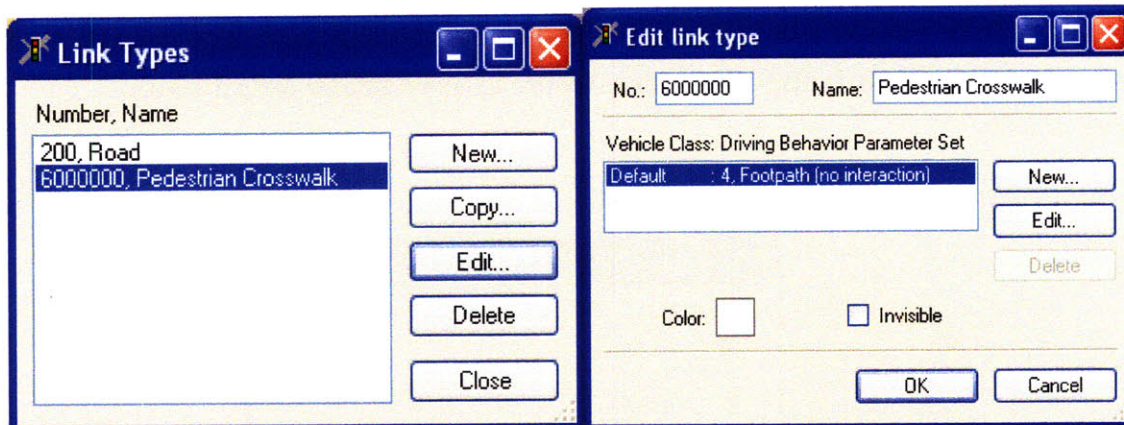 Link Types
Number, Name
200, Road
6000000, Pedestrian Crosswalk
New...
Copy...
Edit...
Delete
Close
Edit link type
No.: 6000000 Name: Pedestrian Crosswalk
Vehicle Class: Driving Behavior Parameter Set
Default : 4, Footpath (no interaction)
New...
Edit...
Delete
Color: Invisible
OK Cancel